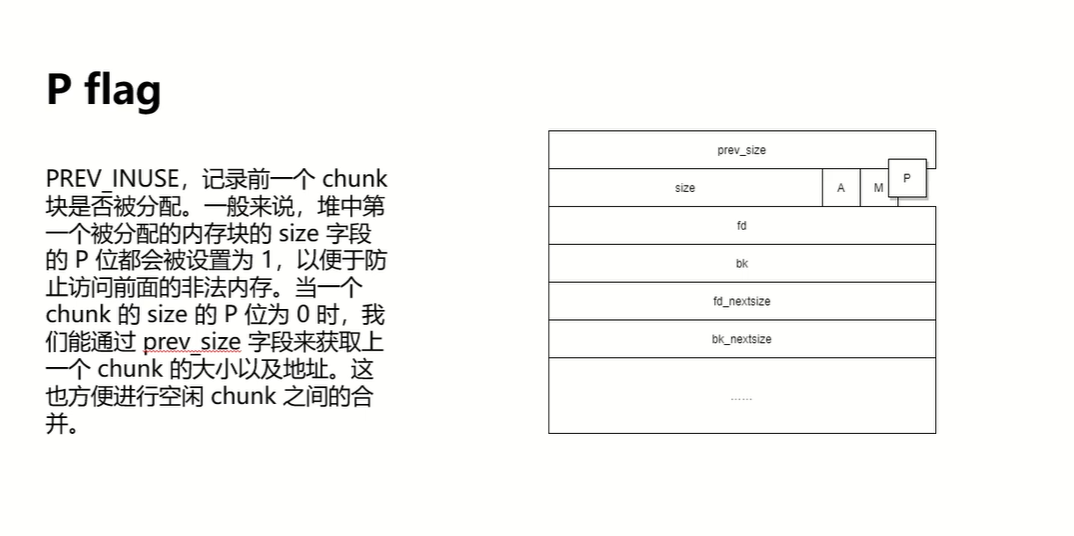 P flag
PREV_INUSE，记录前一个 chunk
块是否被分配。一般来说，堆中第
一个被分配的内存块的 size 字段
的 P 位都会被设置为 1，以便于防
止访问前面的非法内存。当一个
chunk 的 size 的 P 位为 0 时，我
们能通过 prev_size 字段来获取上
一个 chunk 的大小以及地址。这
也方便进行空闲 chunk 之间的合
并。
prev_size
size A M P
fd
bk
fd_nextsize
bk_nextsize
......